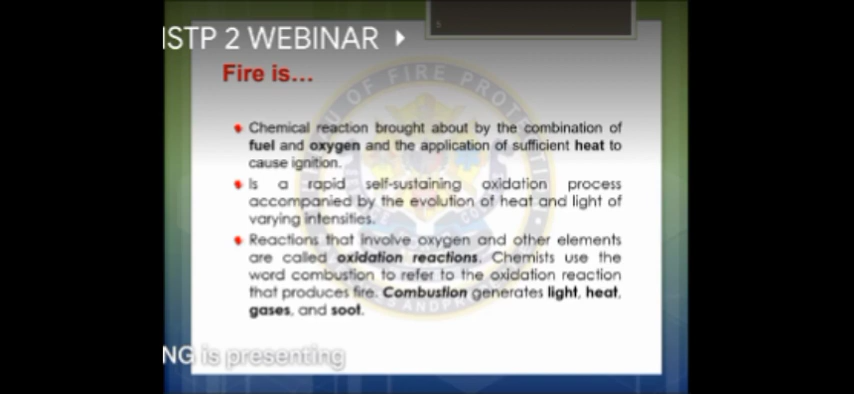 STP 2 WEBINAR
5
Fire is...
Chemical reaction brought about by the combination of
fuel and oxygen and the application of sufficient heat to
cause ignition.
Is a rapid self-sustaining oxidation process
accompanied by the evolution of heat and light of
varying intensities.
Reactions that involve oxygen and other elements
are called oxidation reactions. Chemists use the
word combustion to refer to the oxidation reaction
that produces fire. Combustion generates light, heat,
gases, and soot.
NG is presenting